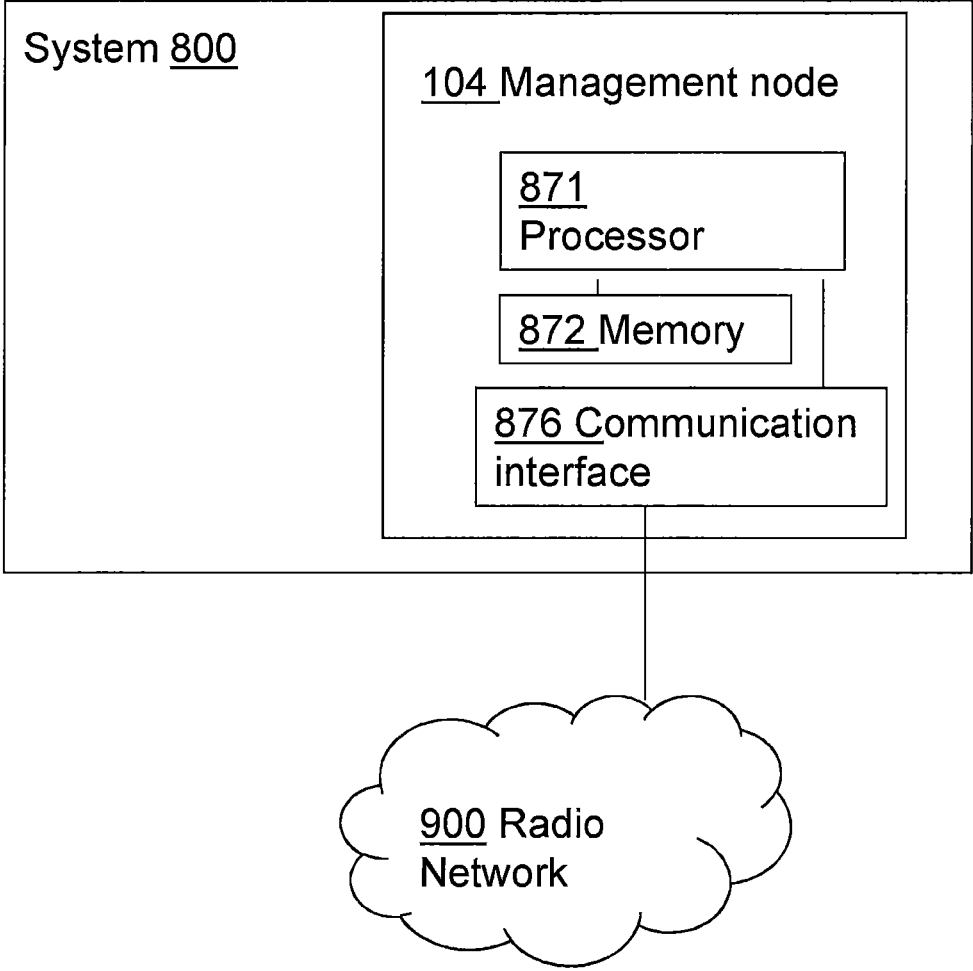 System 800
104 Management node
871
Processor
872 Memory
876 Communication
interface
900 Radio
Network